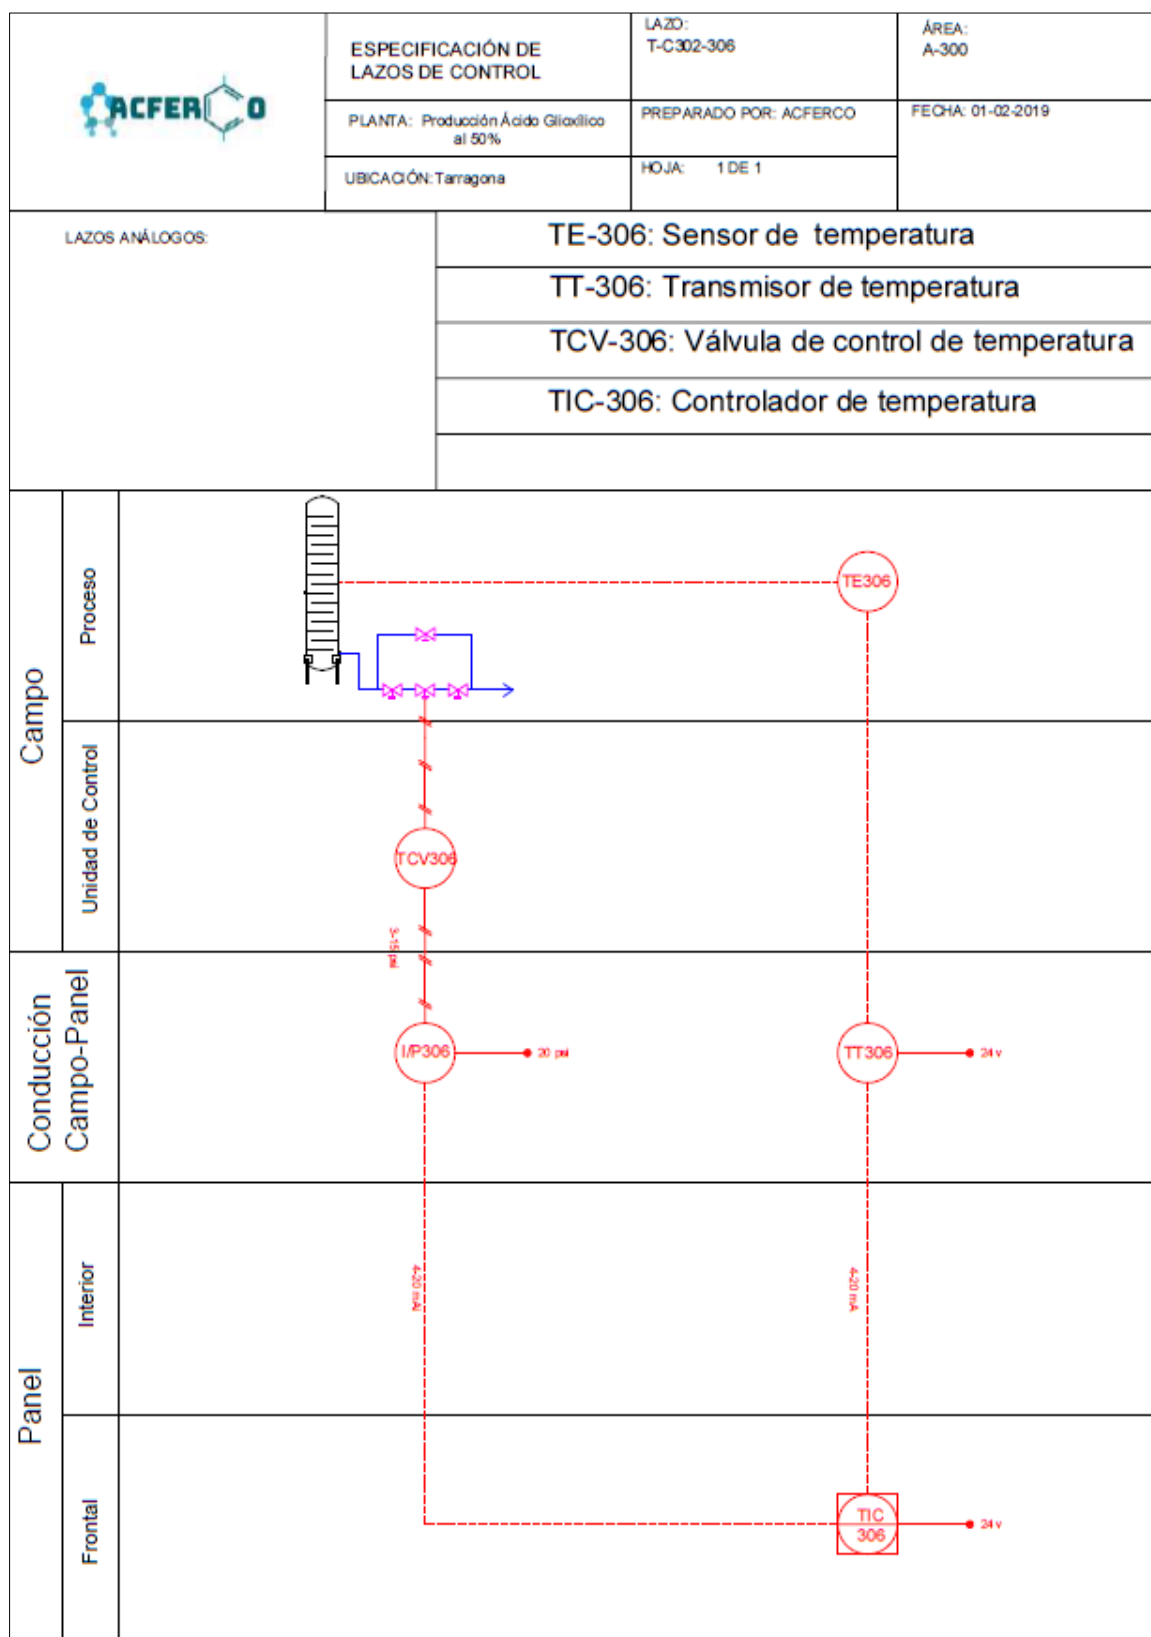 ACFERCO
ESPECIFICACIÓN DE
LAZOS DE CONTROL
LAZO:
T-C302-306
ÁREA:
A-300
PLANTA: Producción Ácido Glioxílico
al 50%
PREPARADO POR: ACFERCO
FECHA: 01-02-2019
UBICACIÓN: Tarragona
HOJA: 1 DE 1
LAZOS ANÁLOGOS:
TE-306: Sensor de temperatura
TT-306: Transmisor de temperatura
TCV-306: Válvula de control de temperatura
TIC-306: Controlador de temperatura
Campo
Proceso
TE306
Unidad de Control
TCV306
3-15 psi
Conducción
Campo-Panel
I/P306
20 psi
TT306
24 v
Panel
Interior
4-20 mA
4-20 mA
Frontal
TIC
306
24 v